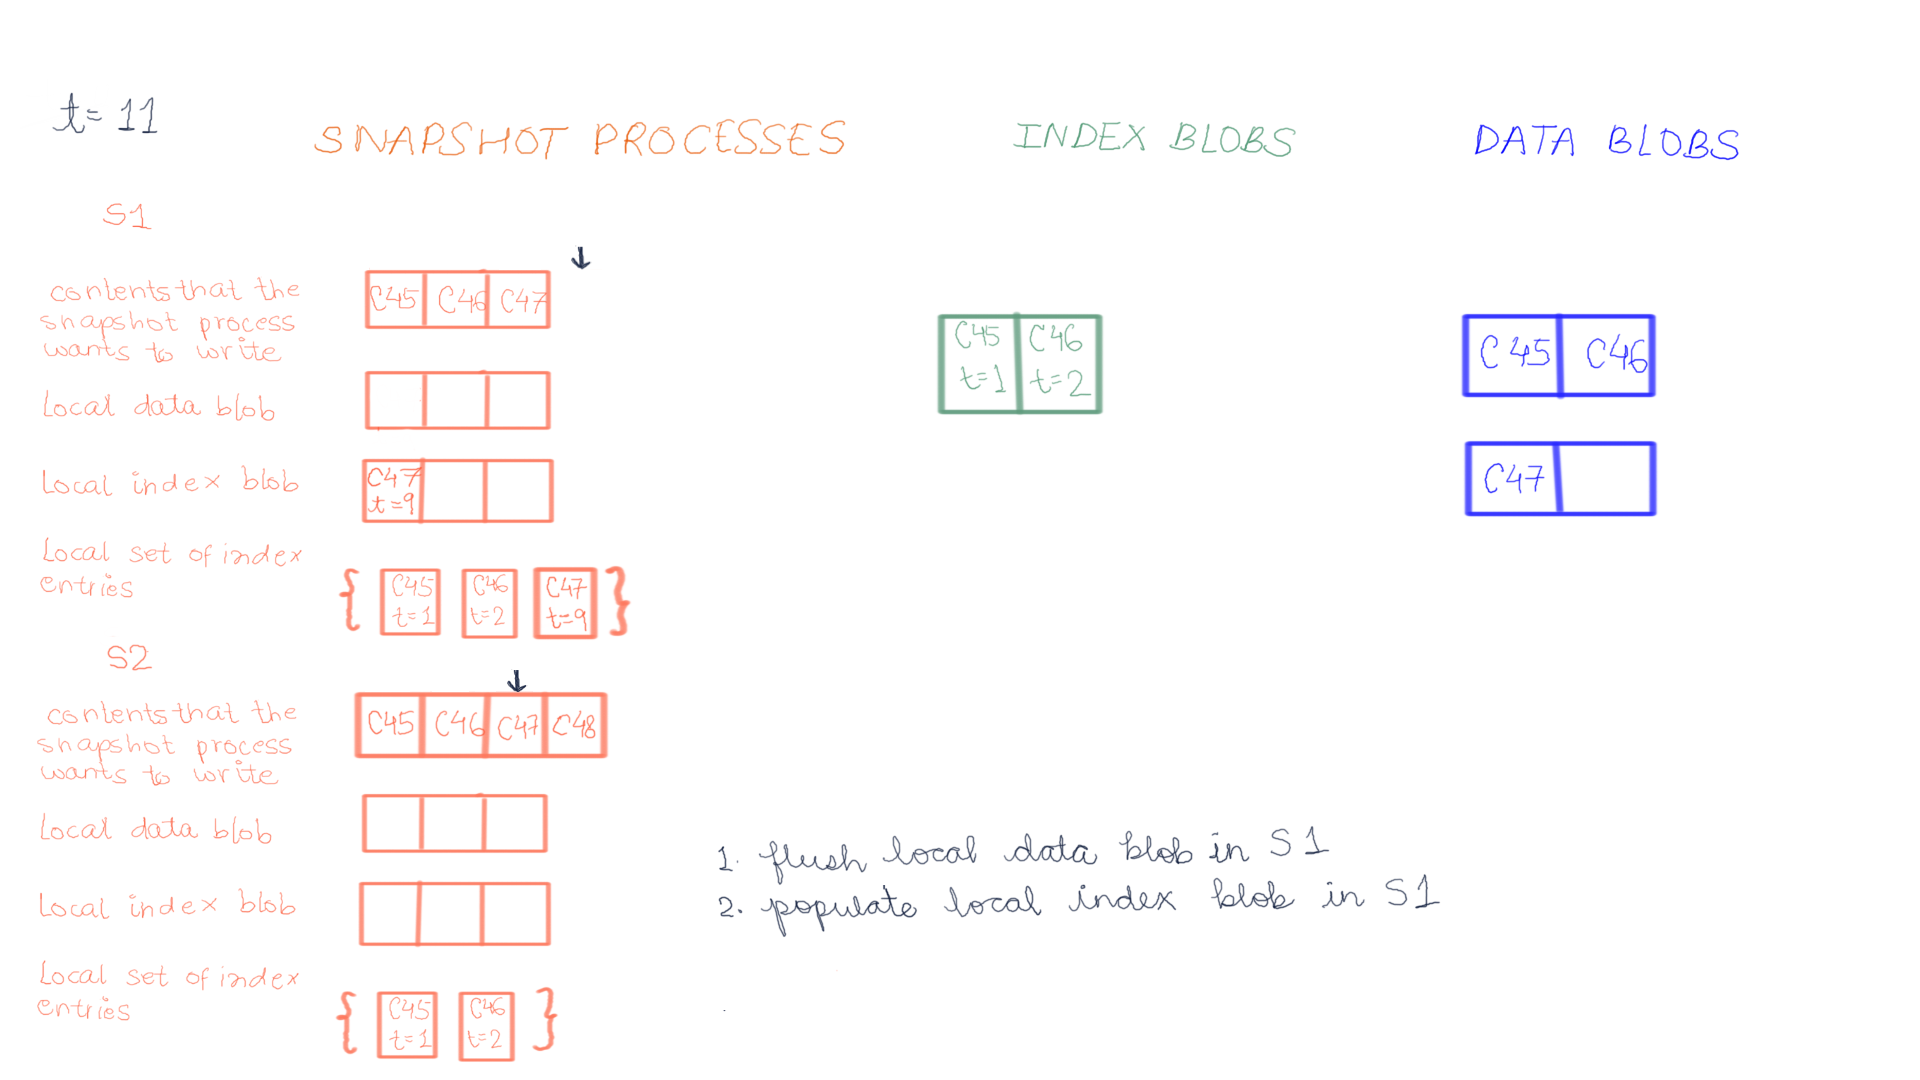 t= 11
SNAPSHOT PROCESSES
INDEX BLOBS
DATA BLOBS
S1
contents that the
snapshot process
wants to write
C45 C46 C47
Local data blob
Local index blob
C47
t=9
Local set of index
entries
{ C45 C46 C47 }
t=1 t=2 t=9
C45 C46
t=1 t=2
C45 C46
C47
S2
contents that the
snapshot process
wants to write
C45 C46 C47 C48
Local data blob
Local index blob
Local set of index
entries
{ C45 C46 }
t=1 t=2
1. flush local data blob in S1
2. populate local index blob in S1